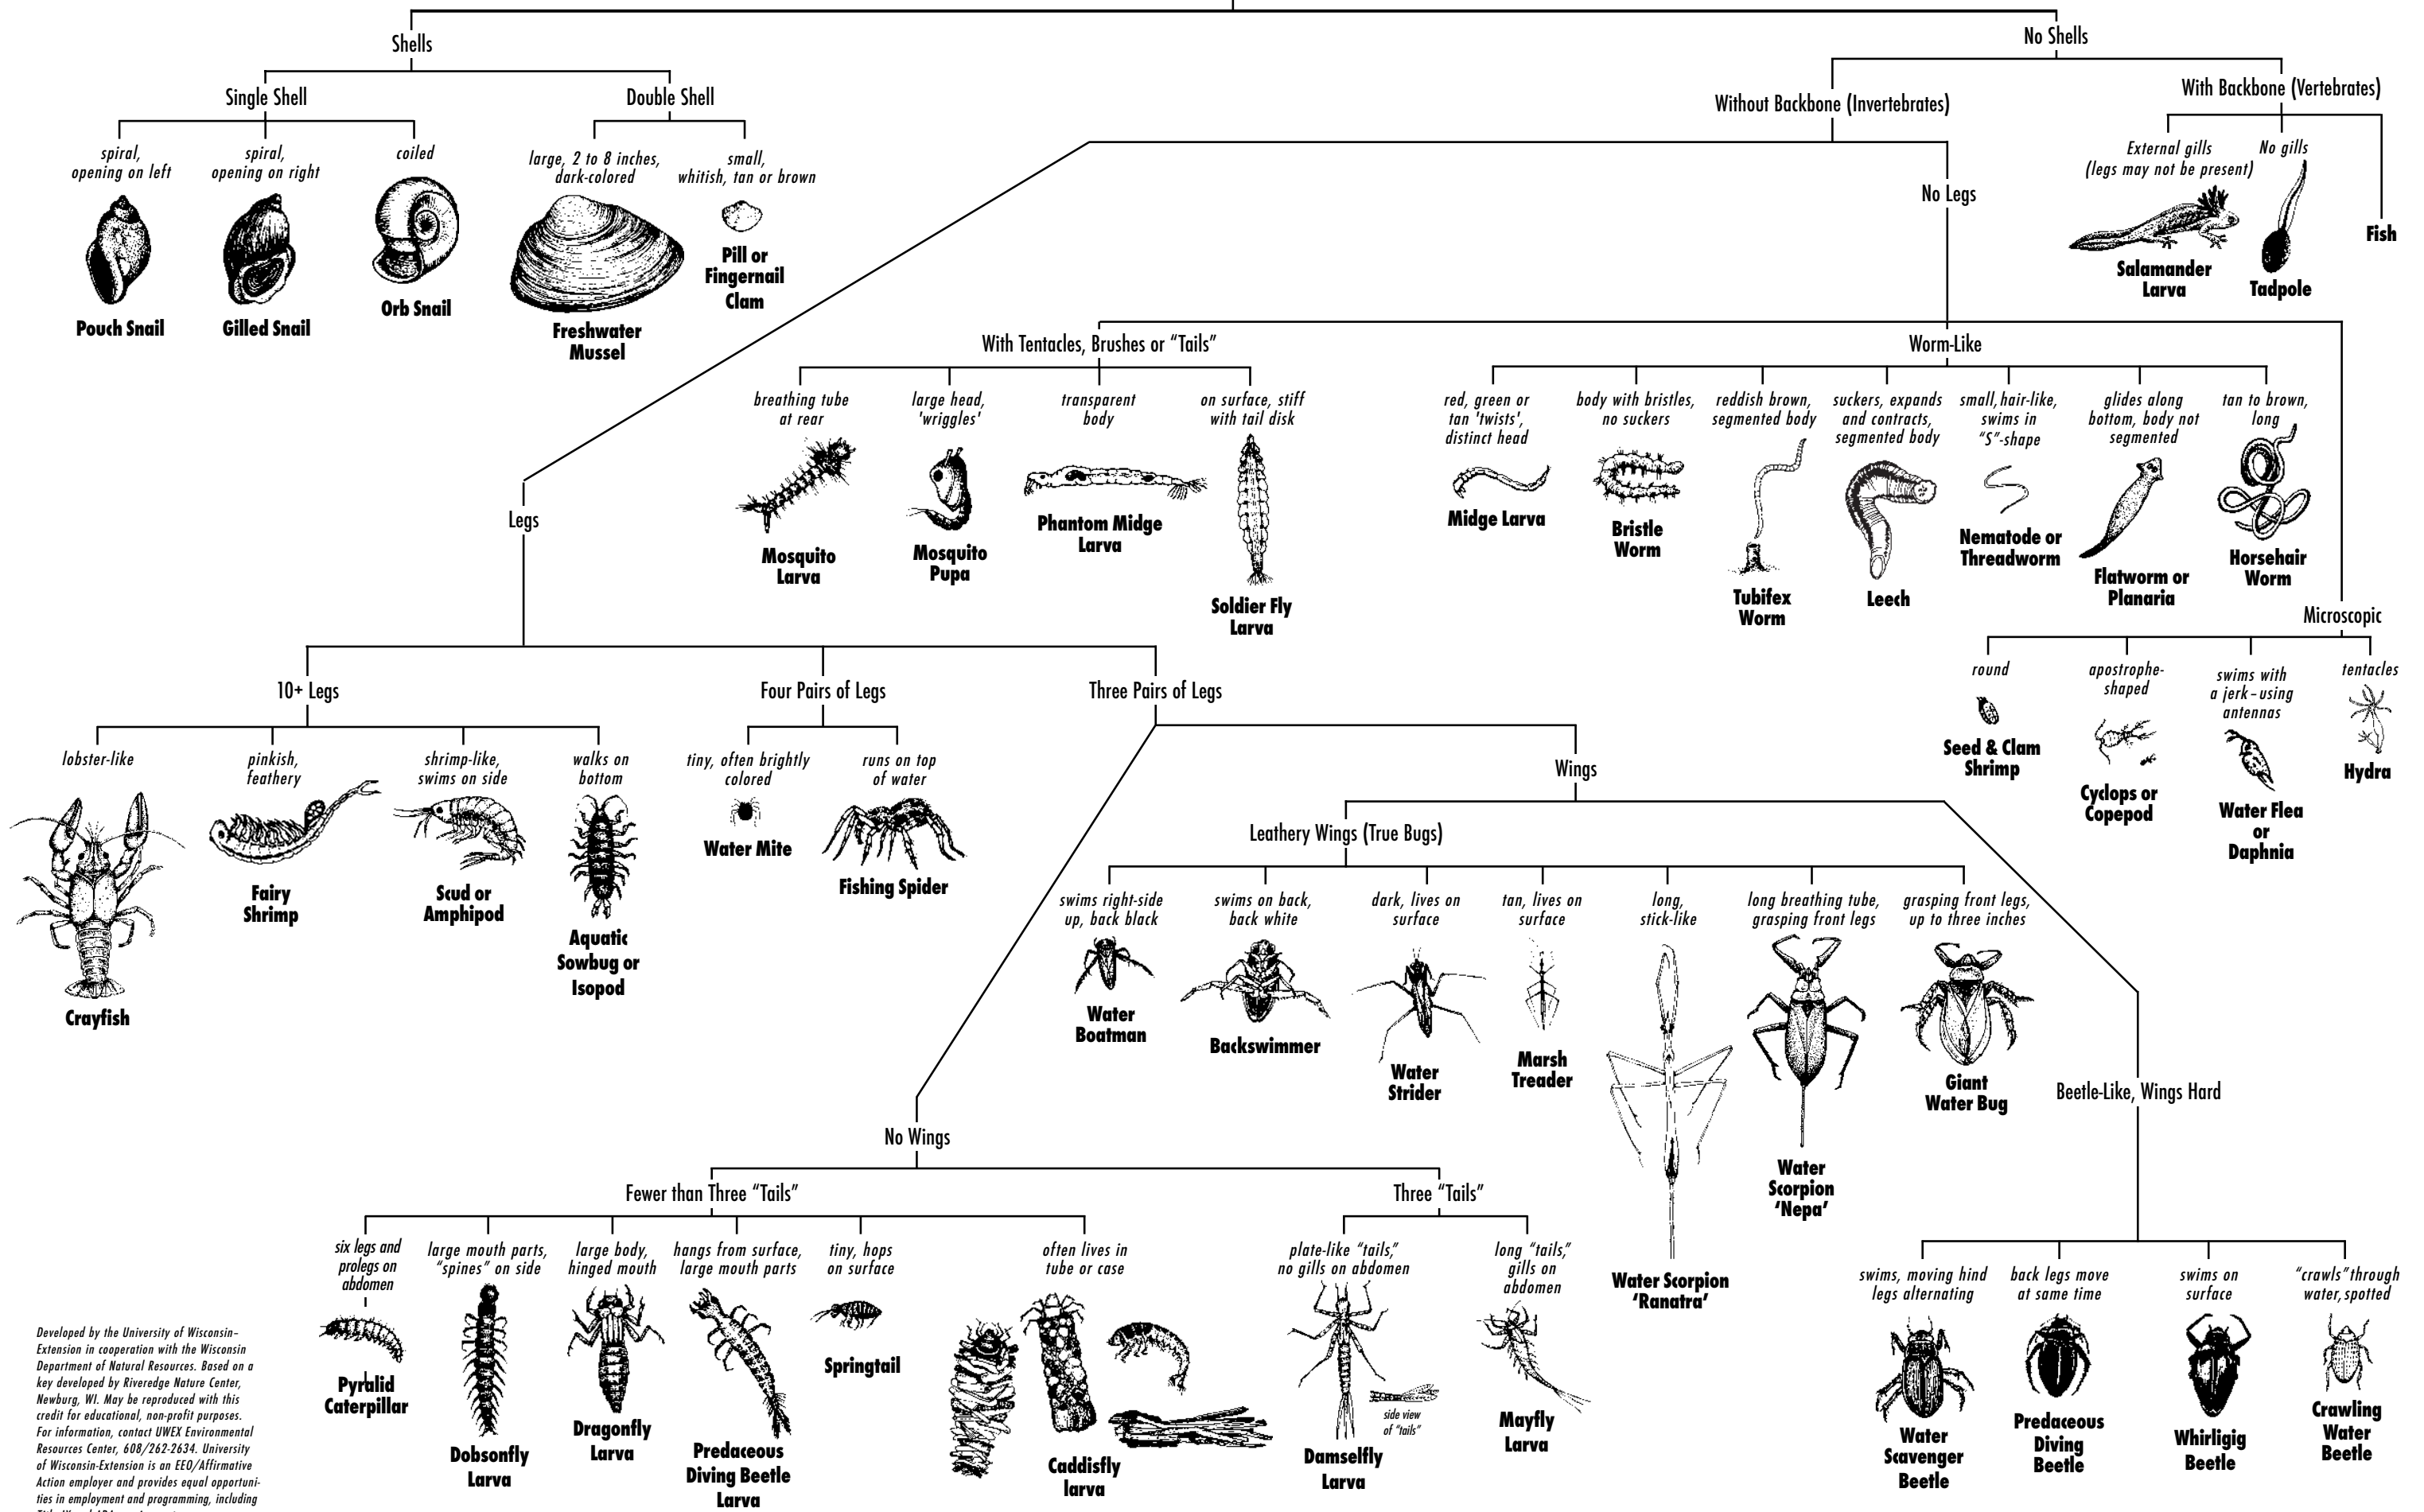 Shells
No Shells
Single Shell
Double Shell
Without Backbone (Invertebrates)
With Backbone (Vertebrates)
spiral,
opening on left
Pouch Snail
spiral,
opening on right
Gilled Snail
coiled
Orb Snail
large, 2 to 8 inches,
dark-colored
Freshwater
Mussel
small,
whitish, tan or brown
Pill or
Fingernail
Clam
External gills
(legs may not be present)
Salamander
Larva
No gills
Tadpole
Fish
No Legs
With Tentacles, Brushes or “Tails”
breathing tube
at rear
Mosquito
Larva
large head,
'wriggles'
Mosquito
Pupa
transparent
body
Phantom Midge
Larva
on surface, stiff
with tail disk
Soldier Fly
Larva
Worm-Like
red, green or
tan 'twists',
distinct head
Midge Larva
body with bristles,
no suckers
Bristle
Worm
reddish brown,
segmented body
Tubifex
Worm
suckers, expands
and contracts,
segmented body
Leech
small, hair-like,
swims in
“S”-shape
Nematode or
Threadworm
glides along
bottom, body not
segmented
Flatworm or
Planaria
tan to brown,
long
Horsehair
Worm
Microscopic
round
Seed & Clam
Shrimp
apostrophe-
shaped
Cyclops or
Copepod
swims with
a jerk – using
antennas
Water Flea
or
Daphnia
tentacles
Hydra
Legs
10+ Legs
lobster-like
Crayfish
pinkish,
feathery
Fairy
Shrimp
shrimp-like,
swims on side
Scud or
Amphipod
walks on
bottom
Aquatic
Sowbug or
Isopod
Four Pairs of Legs
tiny, often brightly
colored
Water Mite
runs on top
of water
Fishing Spider
Three Pairs of Legs
Wings
Leathery Wings (True Bugs)
swims right-side
up, back black
Water
Boatman
swims on back,
back white
Backswimmer
dark, lives on
surface
Water
Strider
tan, lives on
surface
Marsh
Treader
long,
stick-like
Water Scorpion
‘Ranatra’
long breathing tube,
grasping front legs
Water
Scorpion
‘Nepa’
grasping front legs,
up to three inches
Giant
Water Bug
Beetle-Like, Wings Hard
swims, moving hind
legs alternating
Water
Scavenger
Beetle
back legs move
at same time
Predaceous
Diving
Beetle
swims on
surface
Whirligig
Beetle
“crawls” through
water, spotted
Crawling
Water
Beetle
No Wings
Fewer than Three “Tails”
six legs and
prolegs on
abdomen
Pyralid
Caterpillar
large mouth parts,
“spines” on side
Dobsonfly
Larva
large body,
hinged mouth
Dragonfly
Larva
hangs from surface,
large mouth parts
Predaceous
Diving Beetle
Larva
tiny, hops
on surface
Springtail
often lives in
tube or case
Caddisfly
larva
Three “Tails”
plate-like “tails,”
no gills on abdomen
side view
of “tails”
Damselfly
Larva
long “tails,”
gills on
abdomen
Mayfly
Larva
Developed by the University of Wisconsin–
Extension in cooperation with the Wisconsin
Department of Natural Resources. Based on a
key developed by Riveredge Nature Center,
Newburg, WI. May be reproduced with this
credit for educational, non-profit purposes.
For information, contact UWEX Environmental
Resources Center, 608/262-2634. University
of Wisconsin-Extension is an EEO/Affirmative
Action employer and provides equal opportuni-
ties in employment and programming, including